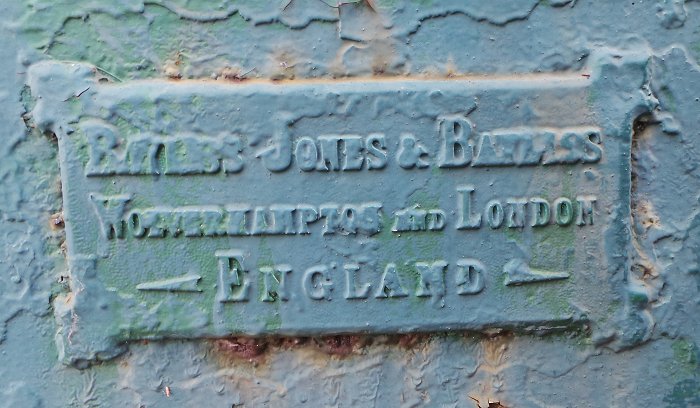 Bayliss Jones & Bayliss
Wolverhampton and London
England